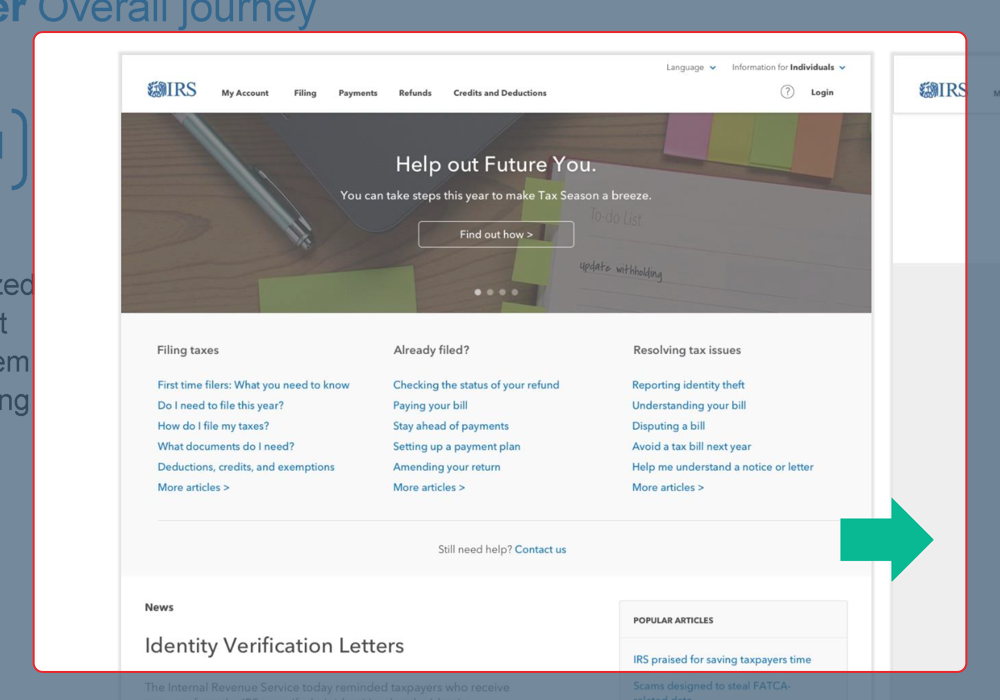 er Overall journey
Language
Information for Individuals
IRS
My Account
Filing
Payments
Refunds
Credits and Deductions
?
Login
IRS
Help out Future You.
You can take steps this year to make Tax Season a breeze.
Find out how >
To-do List
update withholding
Filing taxes
First time filers: What you need to know
Do I need to file this year?
How do I file my taxes?
What documents do I need?
Deductions, credits, and exemptions
More articles >
Already filed?
Checking the status of your refund
Paying your bill
Stay ahead of payments
Setting up a payment plan
Amending your return
More articles >
Resolving tax issues
Reporting identity theft
Understanding your bill
Disputing a bill
Avoid a tax bill next year
Help me understand a notice or letter
More articles >
Still need help? Contact us
News
Identity Verification Letters
The Internal Revenue Service today reminded taxpayers who receive
POPULAR ARTICLES
IRS praised for saving taxpayers time
Scams designed to steal FATCA-
related data